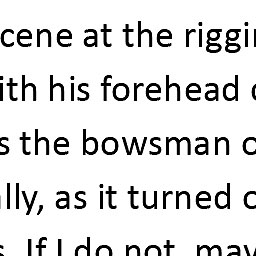 cene at the riggi
ith his forehead
s the bowsman o
lly, as it turned o
s. If I do not, may